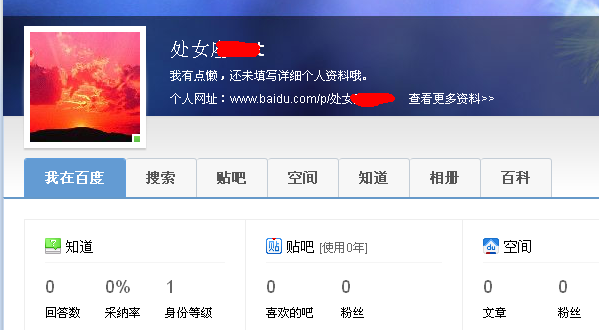 处女
我有点懒，还未填写详细个人资料哦。
个人网址：www.baidu.com/p/处女 查看更多资料>>
我在百度 搜索 贴吧 空间 知道 相册 百科
知道 贴 贴吧 [使用0年] du 空间
0 0% 1 0 0 0 0
回答数 采纳率 身份等级 喜欢的吧 粉丝 文章 粉丝